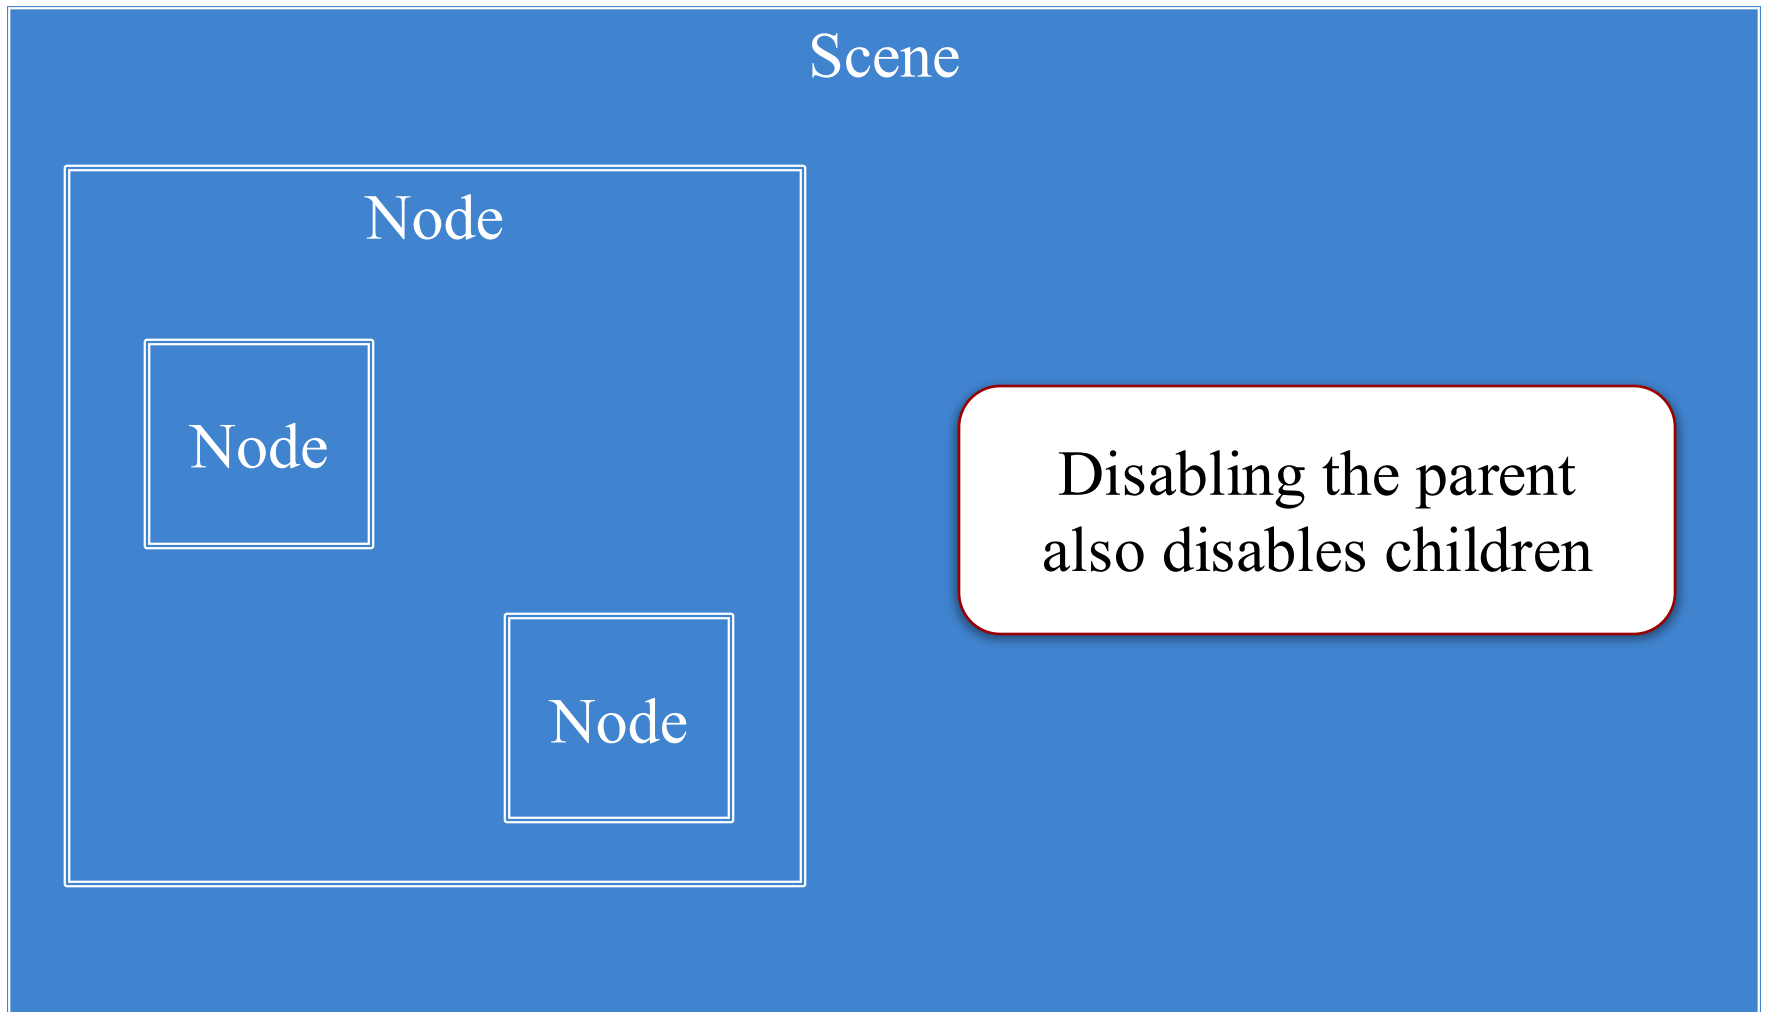 Scene
Node
Node
Node
Disabling the parent
also disables children